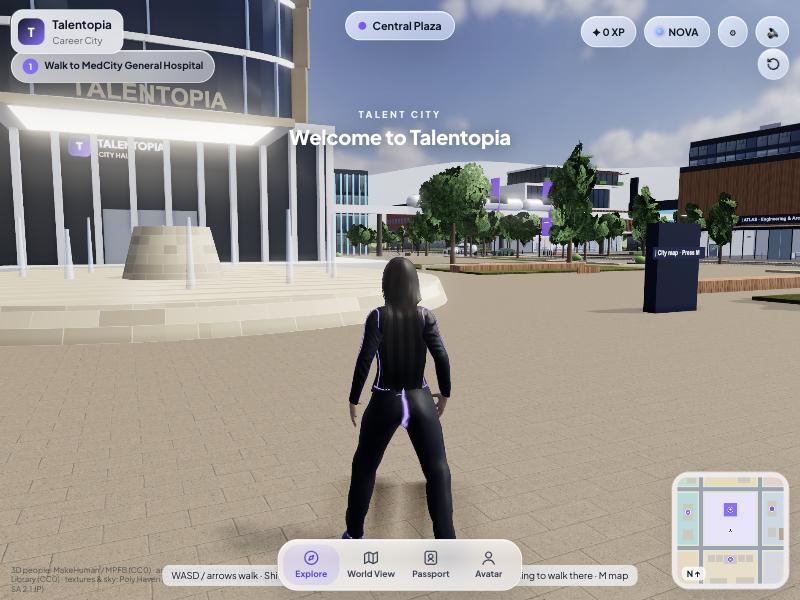 T
Talentopia
Career City
Central Plaza
0 XP
NOVA
1 Walk to MedCity General Hospital
TALENTOPIA
TALENT CITY
Welcome to Talentopia
T TALENTOPIA
CITY HALL
ATLAS · Engineering &
City map · Press M
N
Explore
World View
Passport
Avatar
WASD / arrows walk · Shi
ing to walk there · M map
3D people: MakeHuman / MPFB (CC0) ·
Library (CC0) · textures & sky: Poly Haven
SA 2.1 JP)